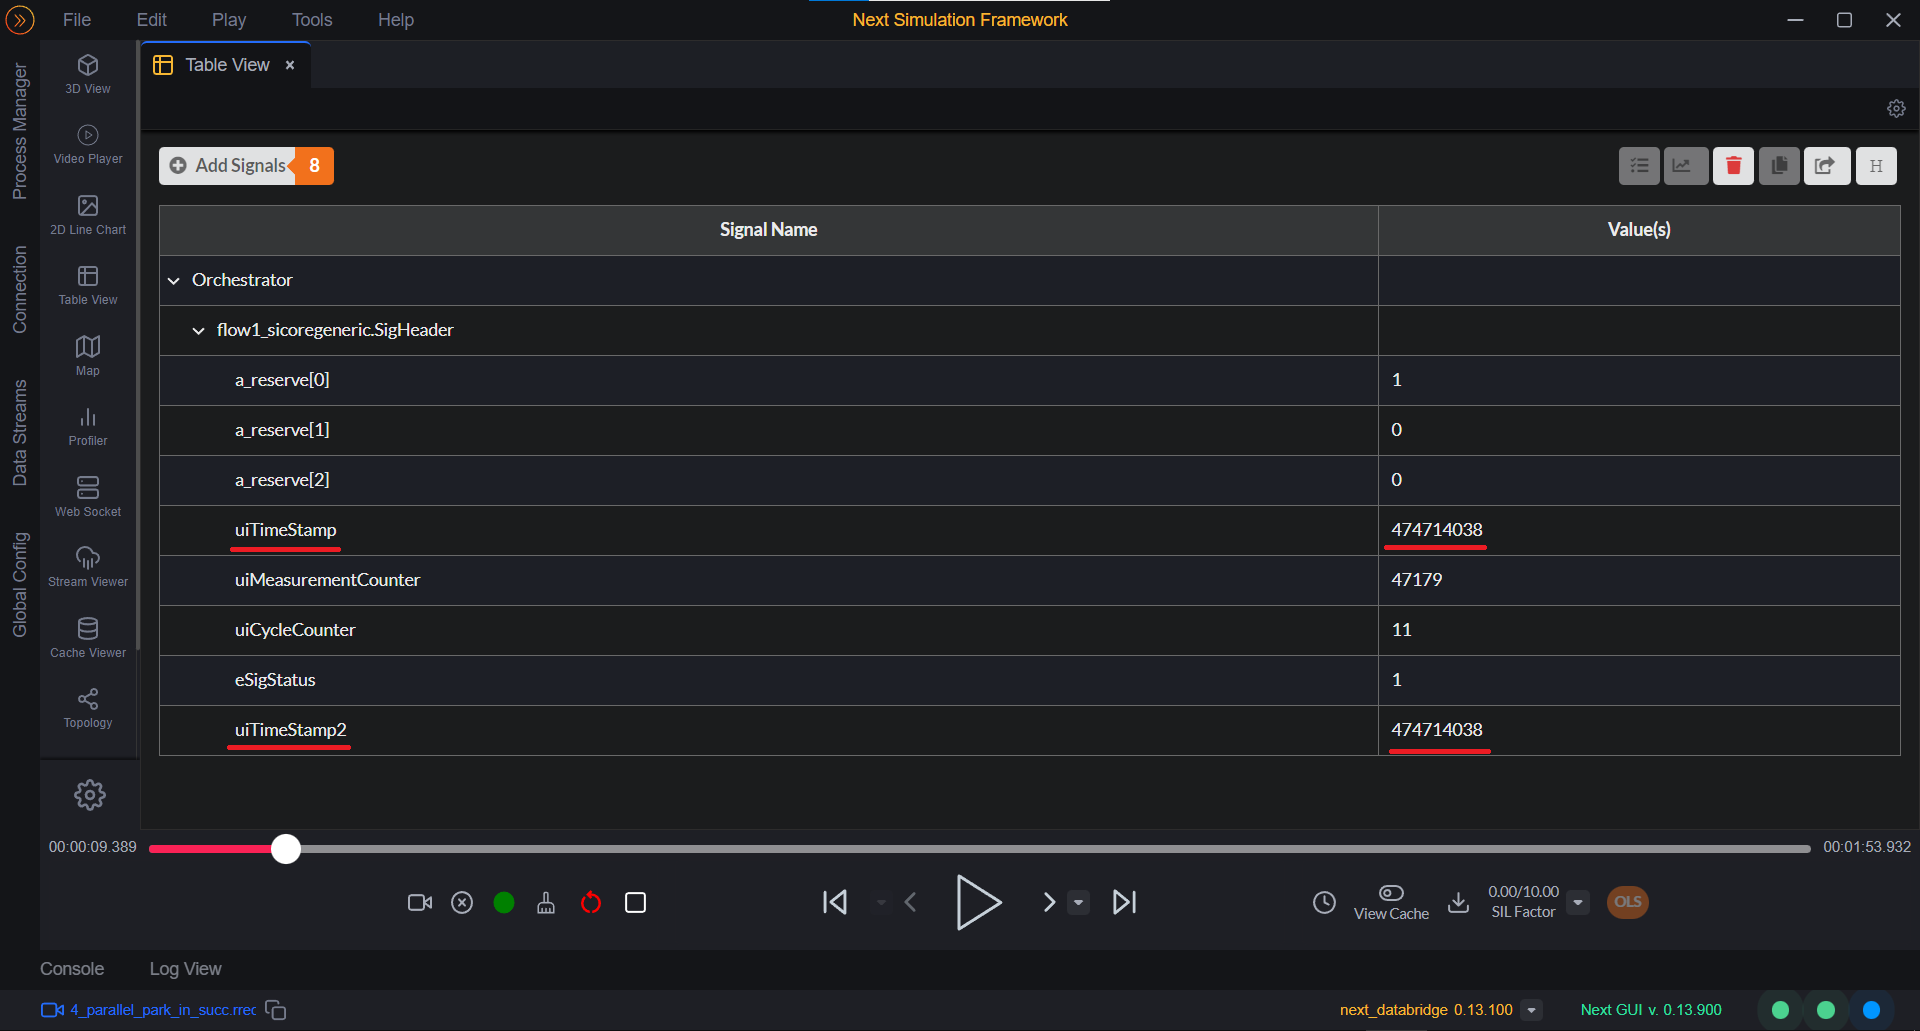 File Edit Play Tools Help Next Simulation Framework
Table View ×
Process Manager
Connection
Data Streams
Global Config
3D View
Video Player
2D Line Chart
Table View
Map
Profiler
Web Socket
Stream Viewer
Cache Viewer
Topology
Add Signals 8 H
Signal Name Value(s)
Orchestrator
flow1_sicoregeneric.SigHeader
a_reserve[0] 1
a_reserve[1] 0
a_reserve[2] 0
uiTimeStamp 474714038
uiMeasurementCounter 47179
uiCycleCounter 11
eSigStatus 1
uiTimeStamp2 474714038
00:00:09.389 00:01:53.932
View Cache
0.00/10.00
SIL Factor
OLS
Console Log View
4_parallel_park_in_succ.rrec next_databridge 0.13.100 Next GUI v. 0.13.900